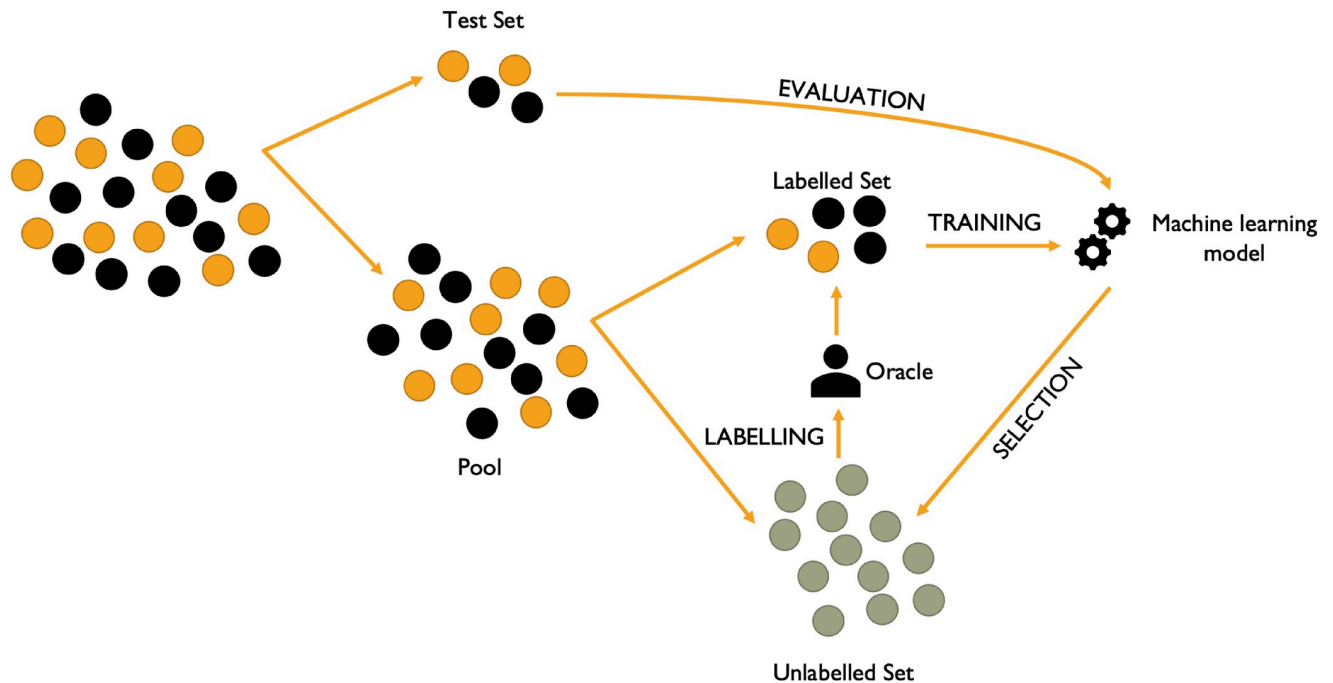 Test Set
EVALUATION
Labelled Set
TRAINING
Machine learning
model
Oracle
LABELLING
SELECTION
Pool
Unlabelled Set